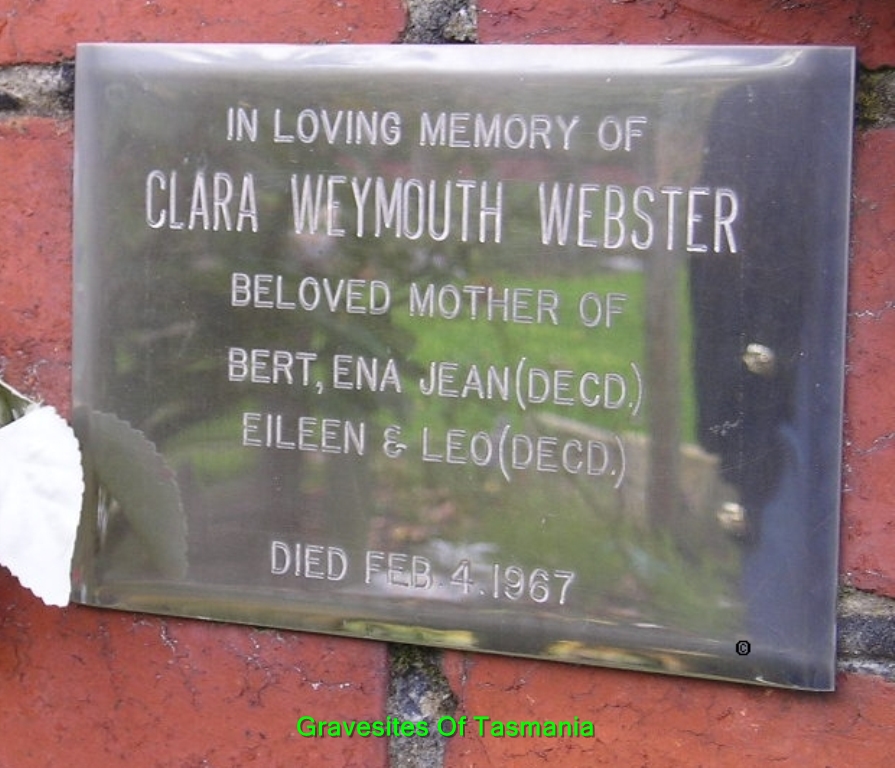 IN LOVING MEMORY OF
CLARA WEYMOUTH WEBSTER
BELOVED MOTHER OF
BERT, ENA JEAN (DECD.)
EILEEN & LEO (DECD.)
DIED FEB. 4. 1967
©
Gravesites Of Tasmania